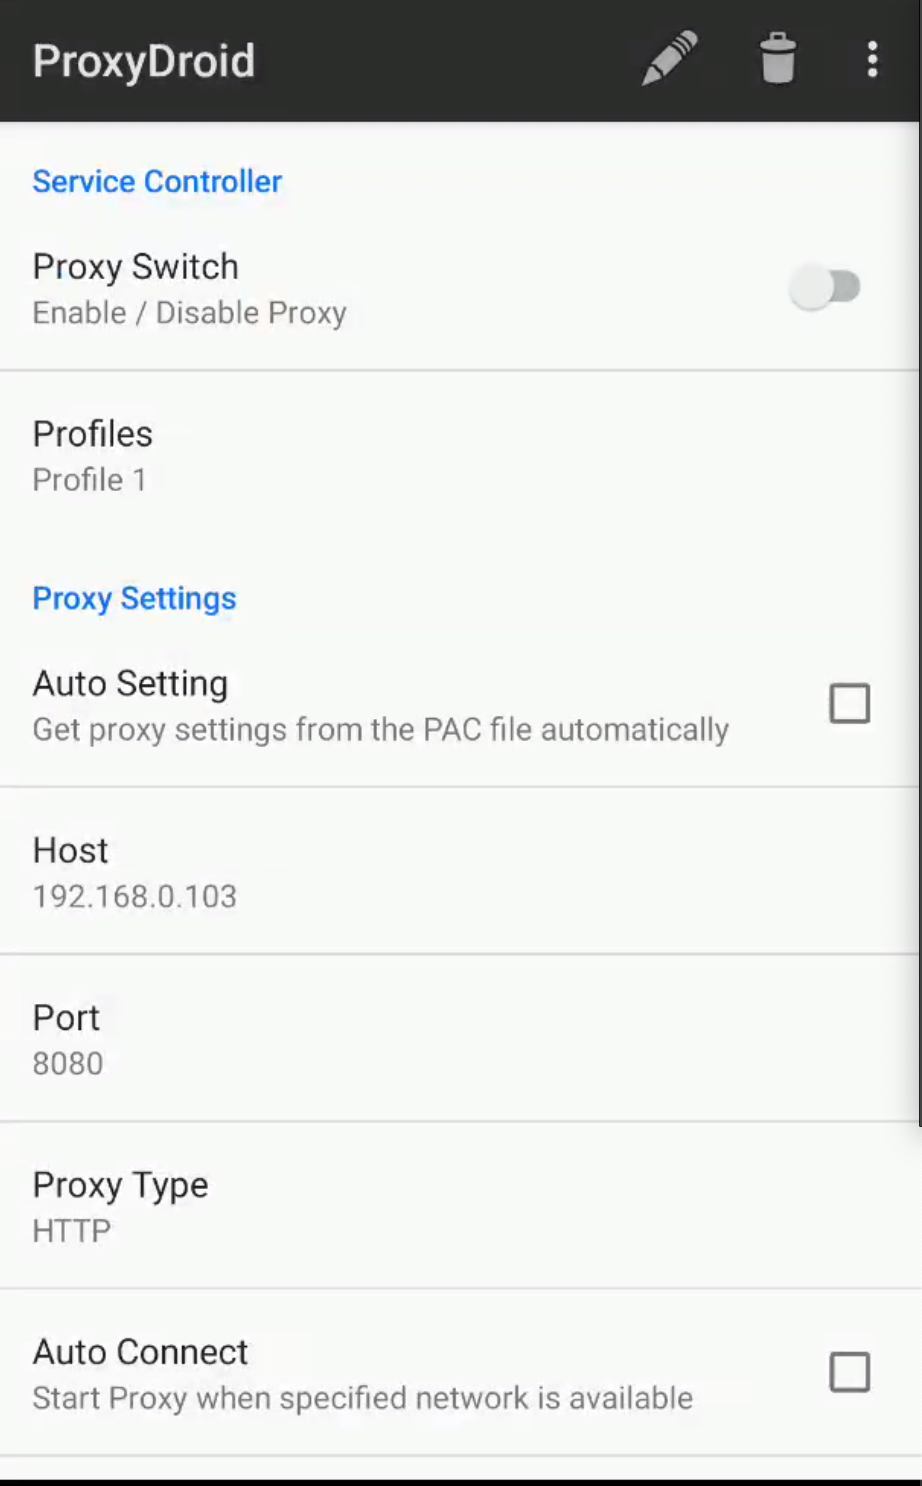 ProxyDroid
Service Controller
Proxy Switch
Enable / Disable Proxy
Profiles
Profile 1
Proxy Settings
Auto Setting
Get proxy settings from the PAC file automatically
Host
192.168.0.103
Port
8080
Proxy Type
HTTP
Auto Connect
Start Proxy when specified network is available